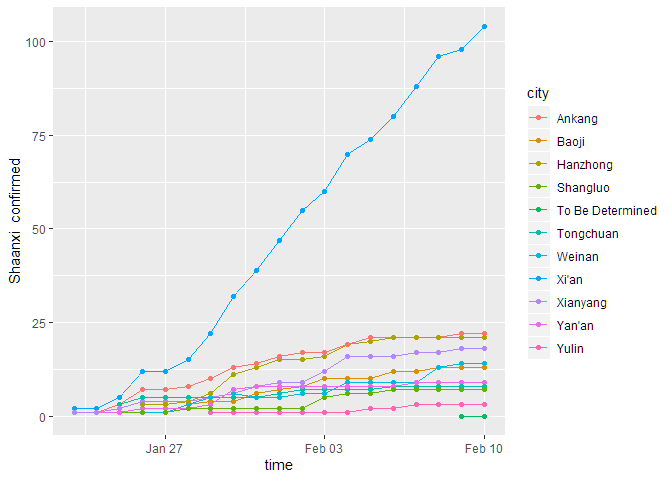 100
75
50
25
0
Shaanxi confirmed
Jan 27
Feb 03
Feb 10
time
city
Ankang
Baoji
Hanzhong
Shangluo
To Be Determined
Tongchuan
Weinan
Xi'an
Xianyang
Yan'an
Yulin